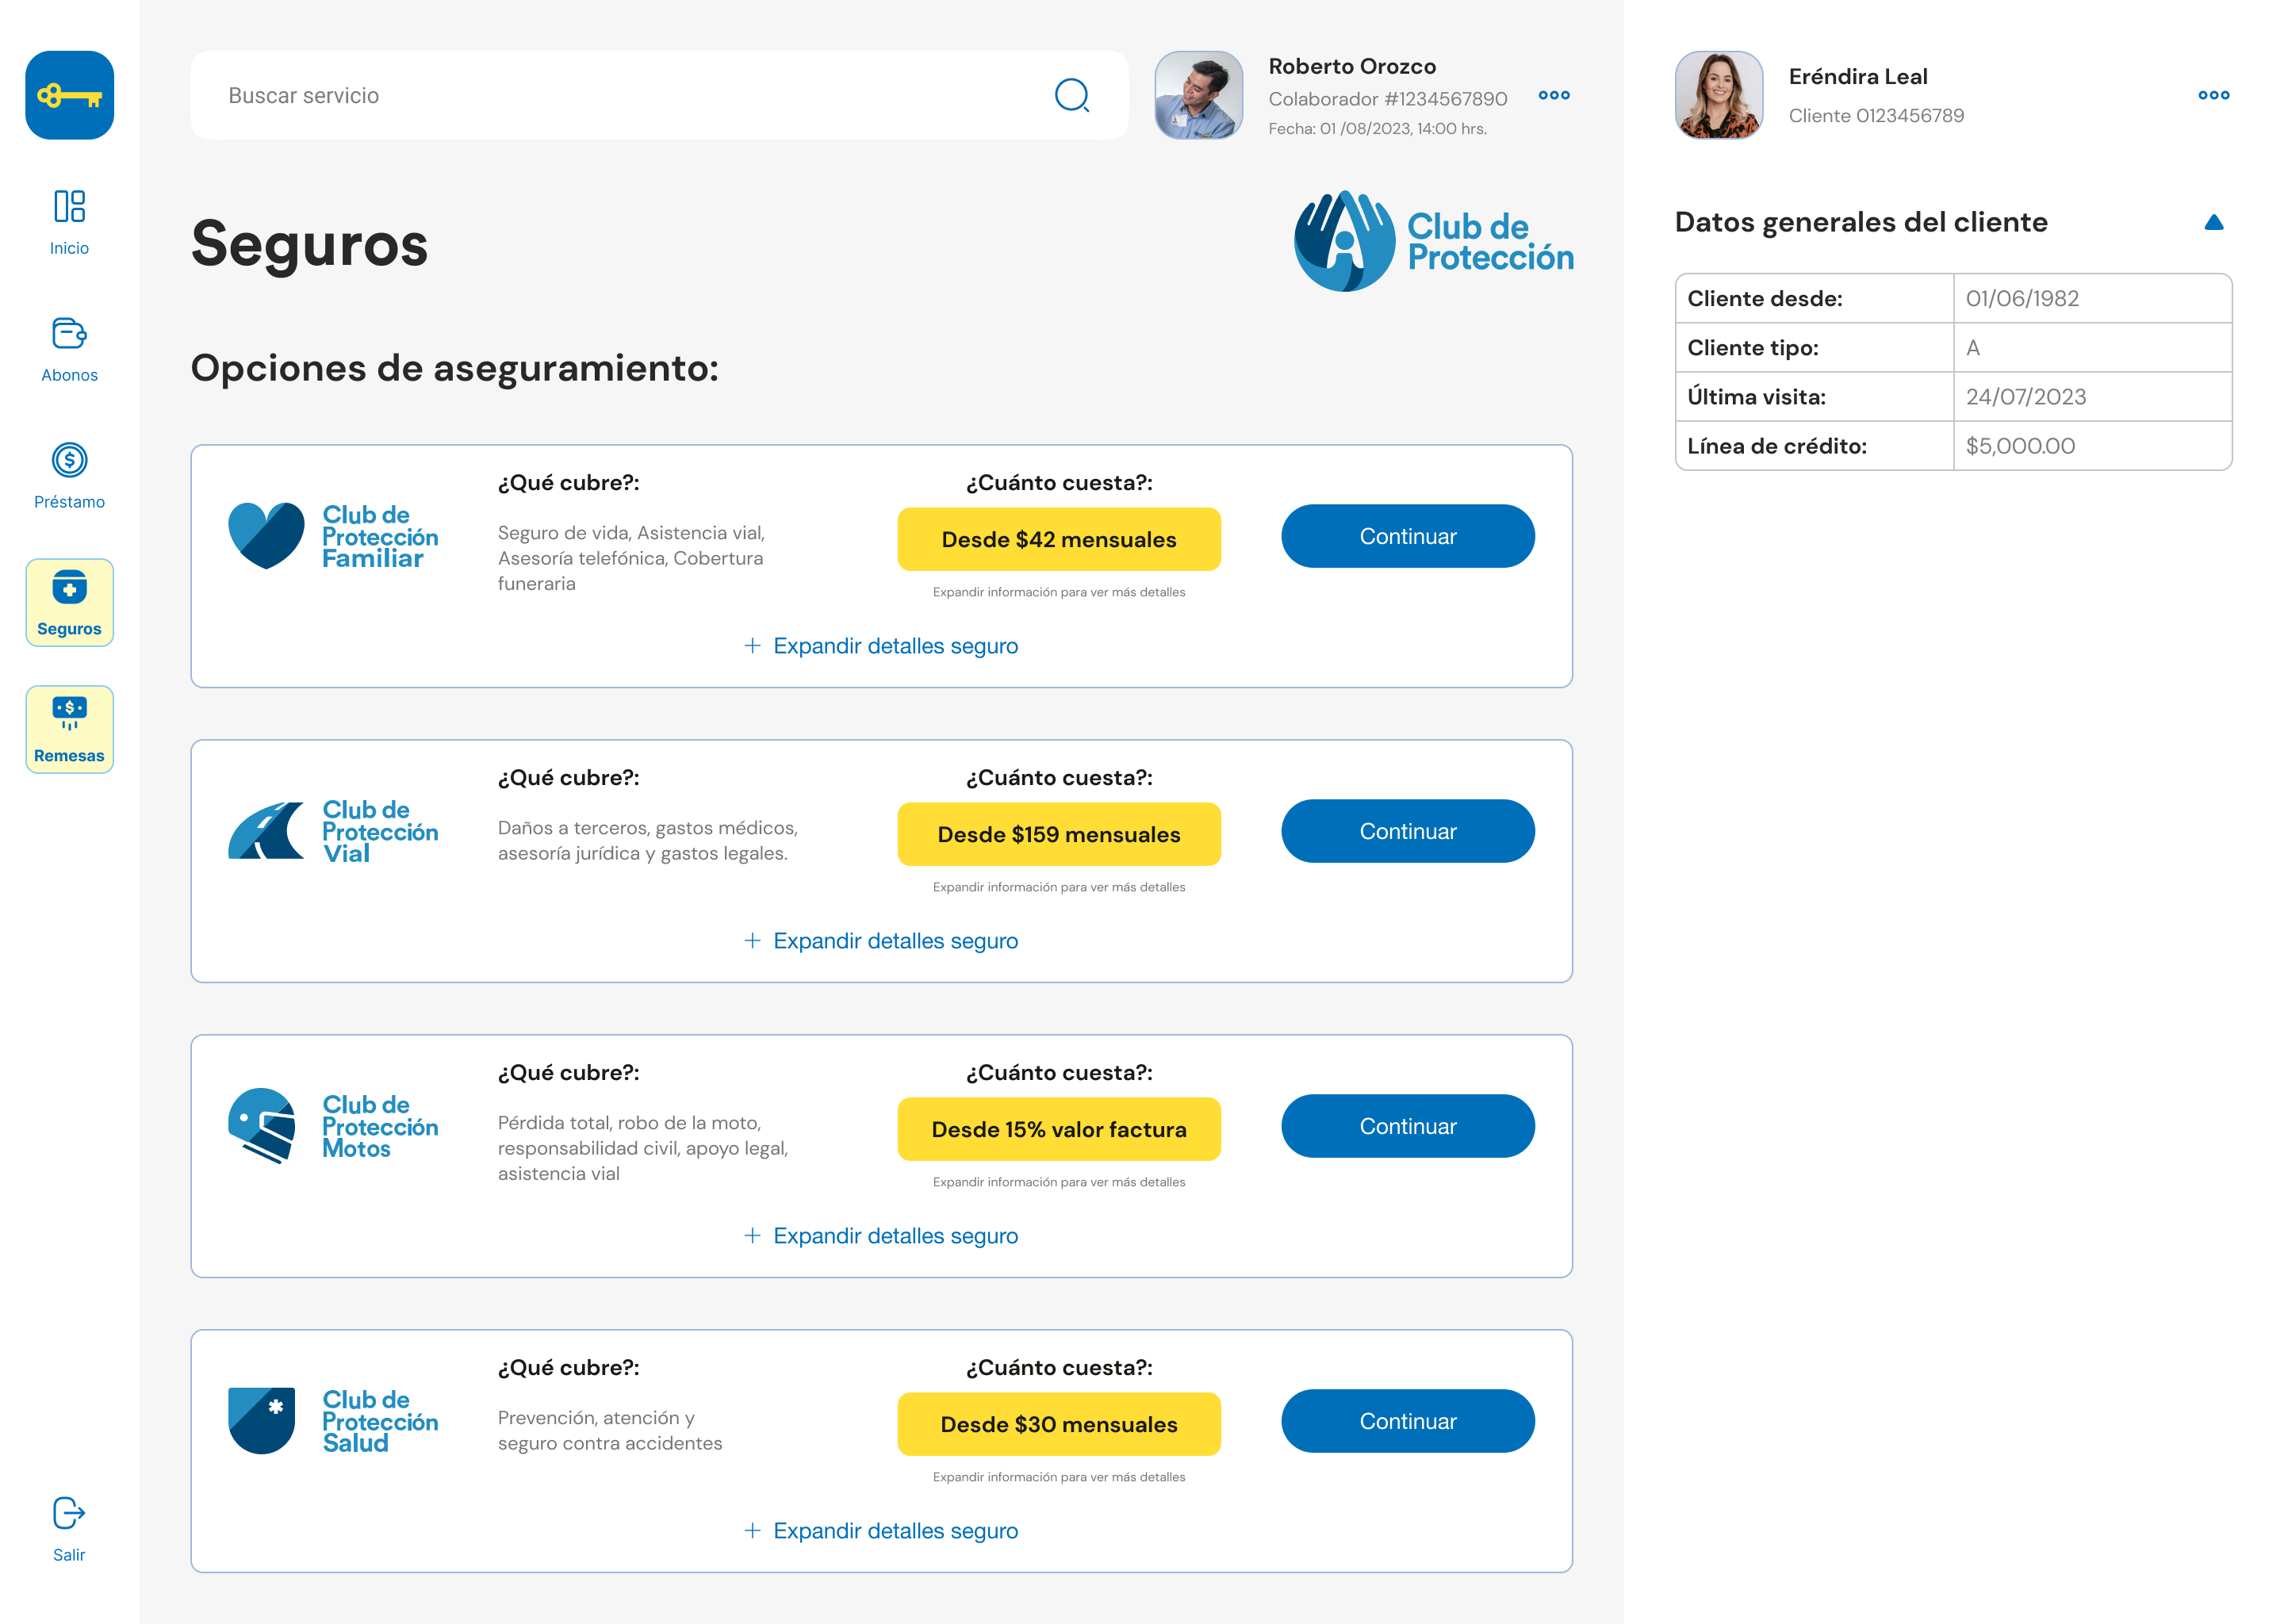 Inicio
Abonos
Préstamo
Seguros
Remesas
Salir
Buscar servicio
Roberto Orozco
Colaborador #1234567890
Fecha: 01 /08/2023, 14:00 hrs.
Seguros
Club de
Protección
Opciones de aseguramiento:
Club de
Protección
Familiar
¿Qué cubre?:
Seguro de vida, Asistencia vial,
Asesoría telefónica, Cobertura
funeraria
¿Cuánto cuesta?:
Desde $42 mensuales
Expandir información para ver más detalles
Continuar
+ Expandir detalles seguro
Club de
Protección
Vial
¿Qué cubre?:
Daños a terceros, gastos médicos,
asesoría jurídica y gastos legales.
¿Cuánto cuesta?:
Desde $159 mensuales
Expandir información para ver más detalles
Continuar
+ Expandir detalles seguro
Club de
Protección
Motos
¿Qué cubre?:
Pérdida total, robo de la moto,
responsabilidad civil, apoyo legal,
asistencia vial
¿Cuánto cuesta?:
Desde 15% valor factura
Expandir información para ver más detalles
Continuar
+ Expandir detalles seguro
Club de
Protección
Salud
¿Qué cubre?:
Prevención, atención y
seguro contra accidentes
¿Cuánto cuesta?:
Desde $30 mensuales
Expandir información para ver más detalles
Continuar
+ Expandir detalles seguro
Eréndira Leal
Cliente 0123456789
Datos generales del cliente
Cliente desde: 01/06/1982
Cliente tipo: A
Última visita: 24/07/2023
Línea de crédito: $5,000.00